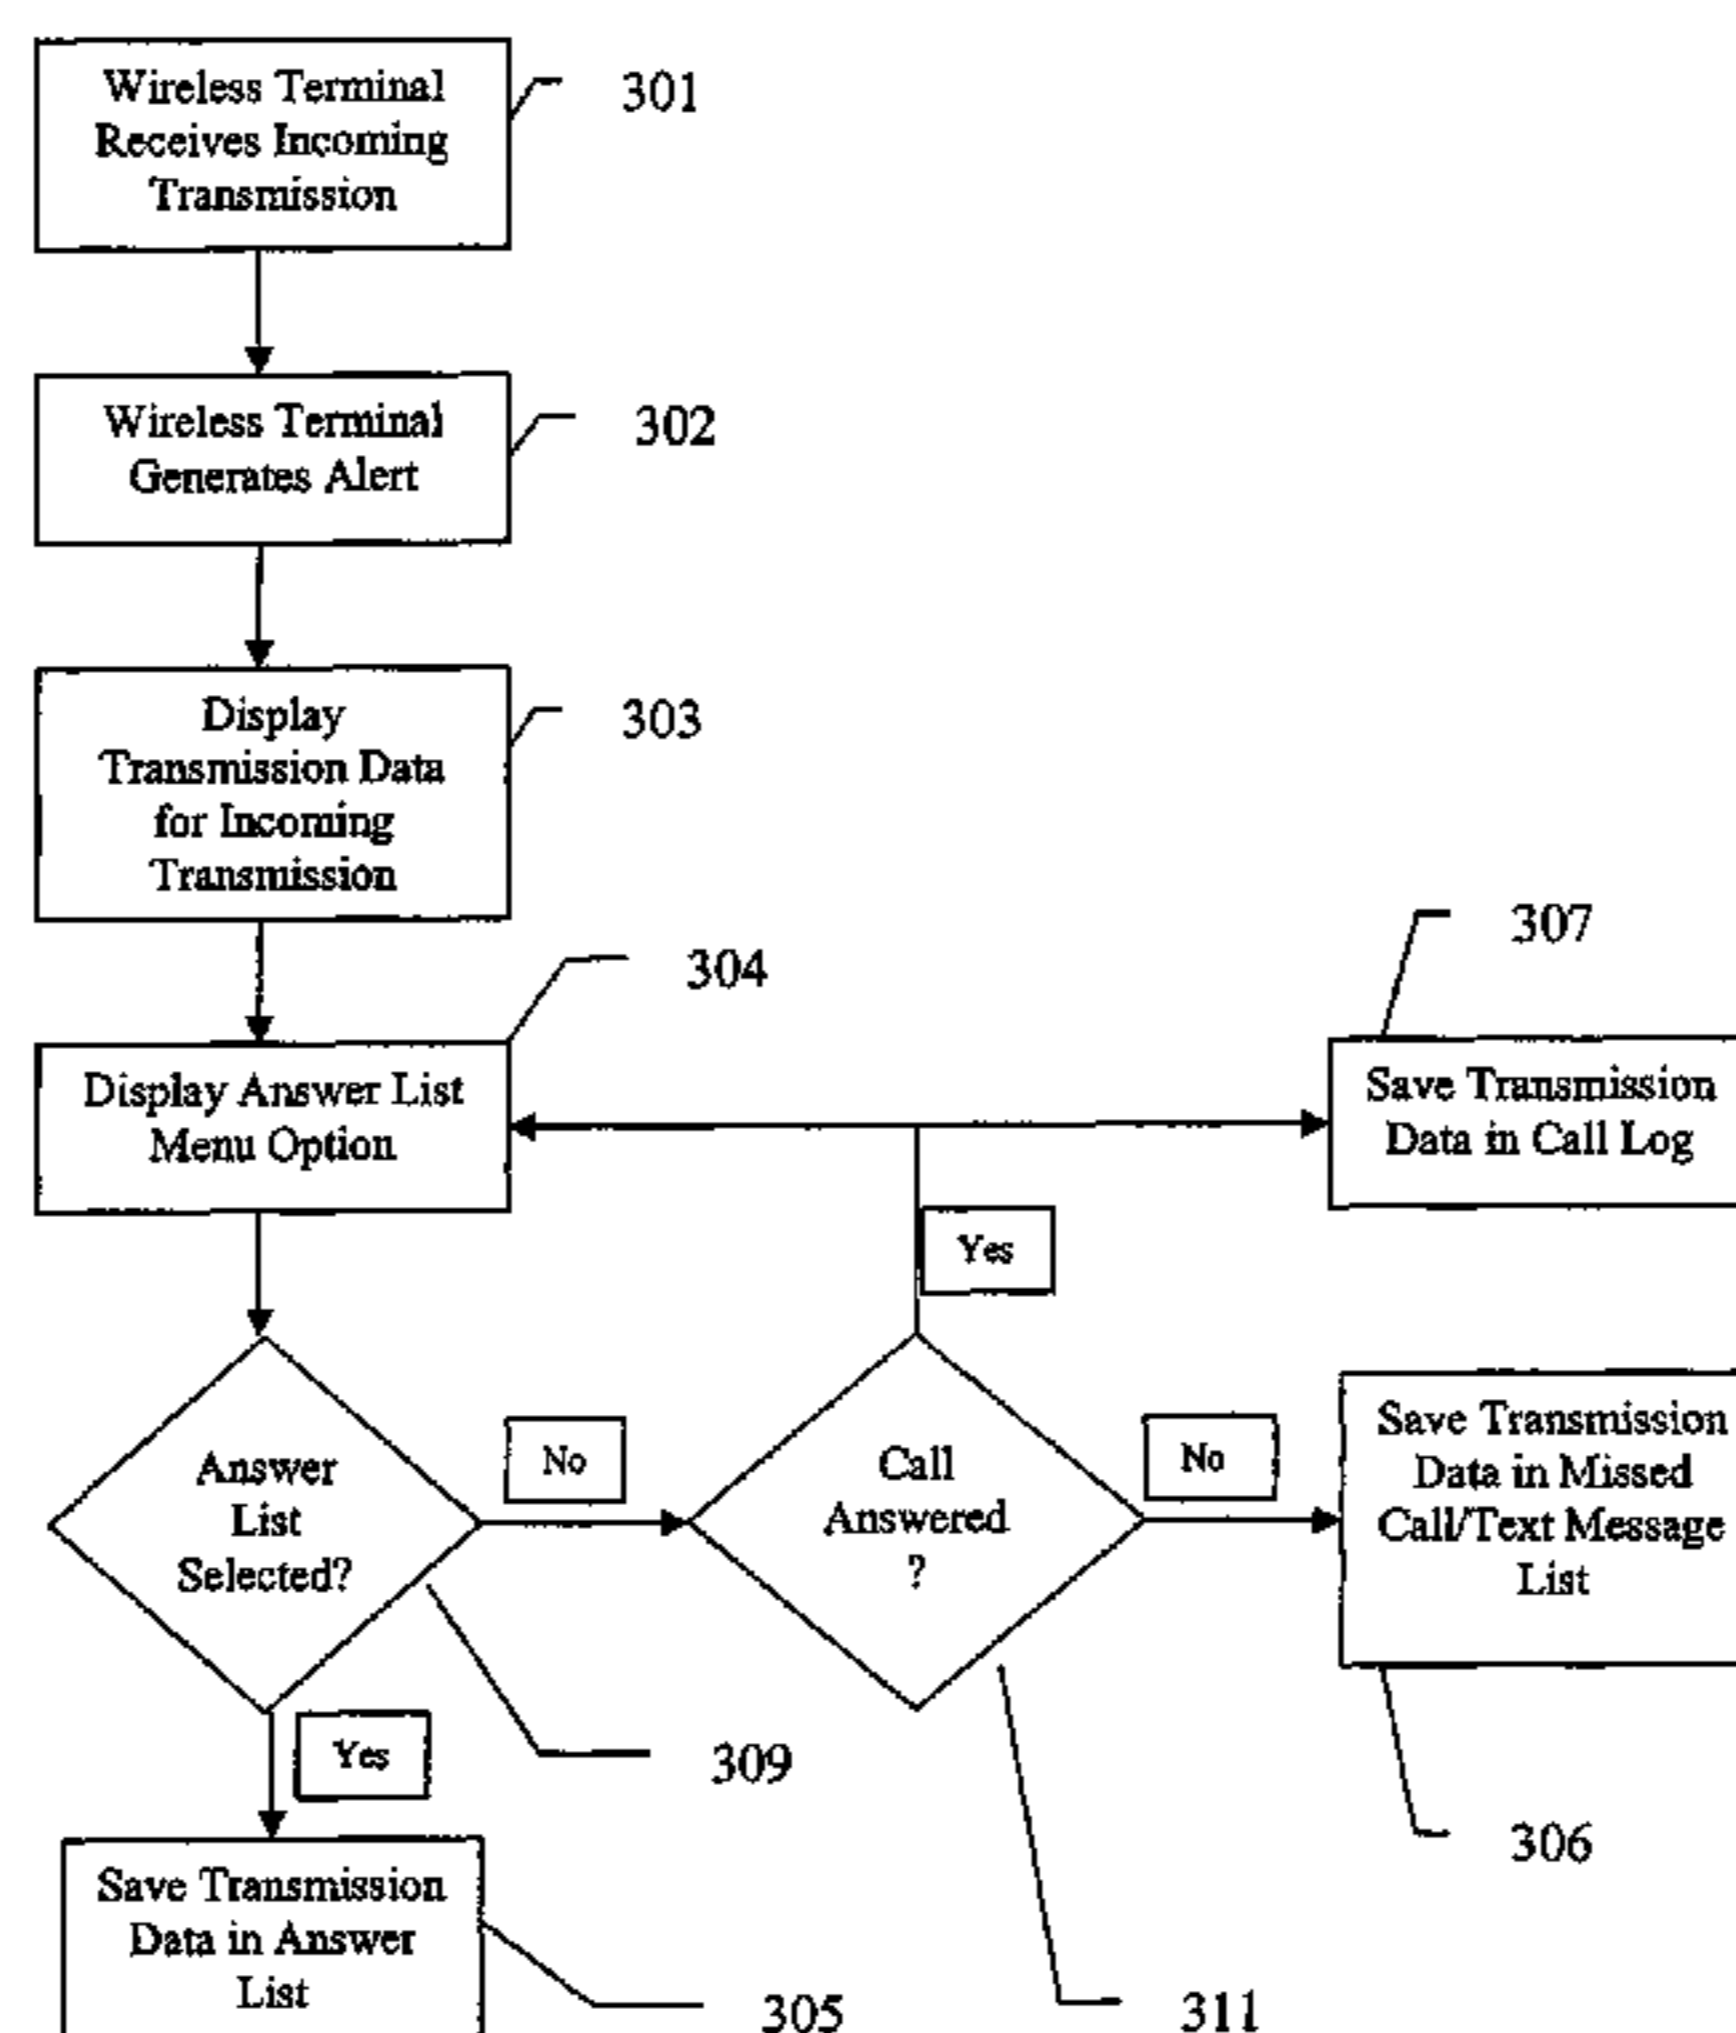 Wireless Terminal
Receives Incoming
Transmission
301
Wireless Terminal
Generates Alert
302
Display
Transmission Data
for Incoming
Transmission
303
304
307
Display Answer List
Menu Option
Save Transmission
Data in Call Log
Yes
Answer
List
Selected?
No
Call
Answered
?
No
Save Transmission
Data in Missed
Call/Text Message
List
Yes
309
306
Save Transmission
Data in Answer
List
305
311